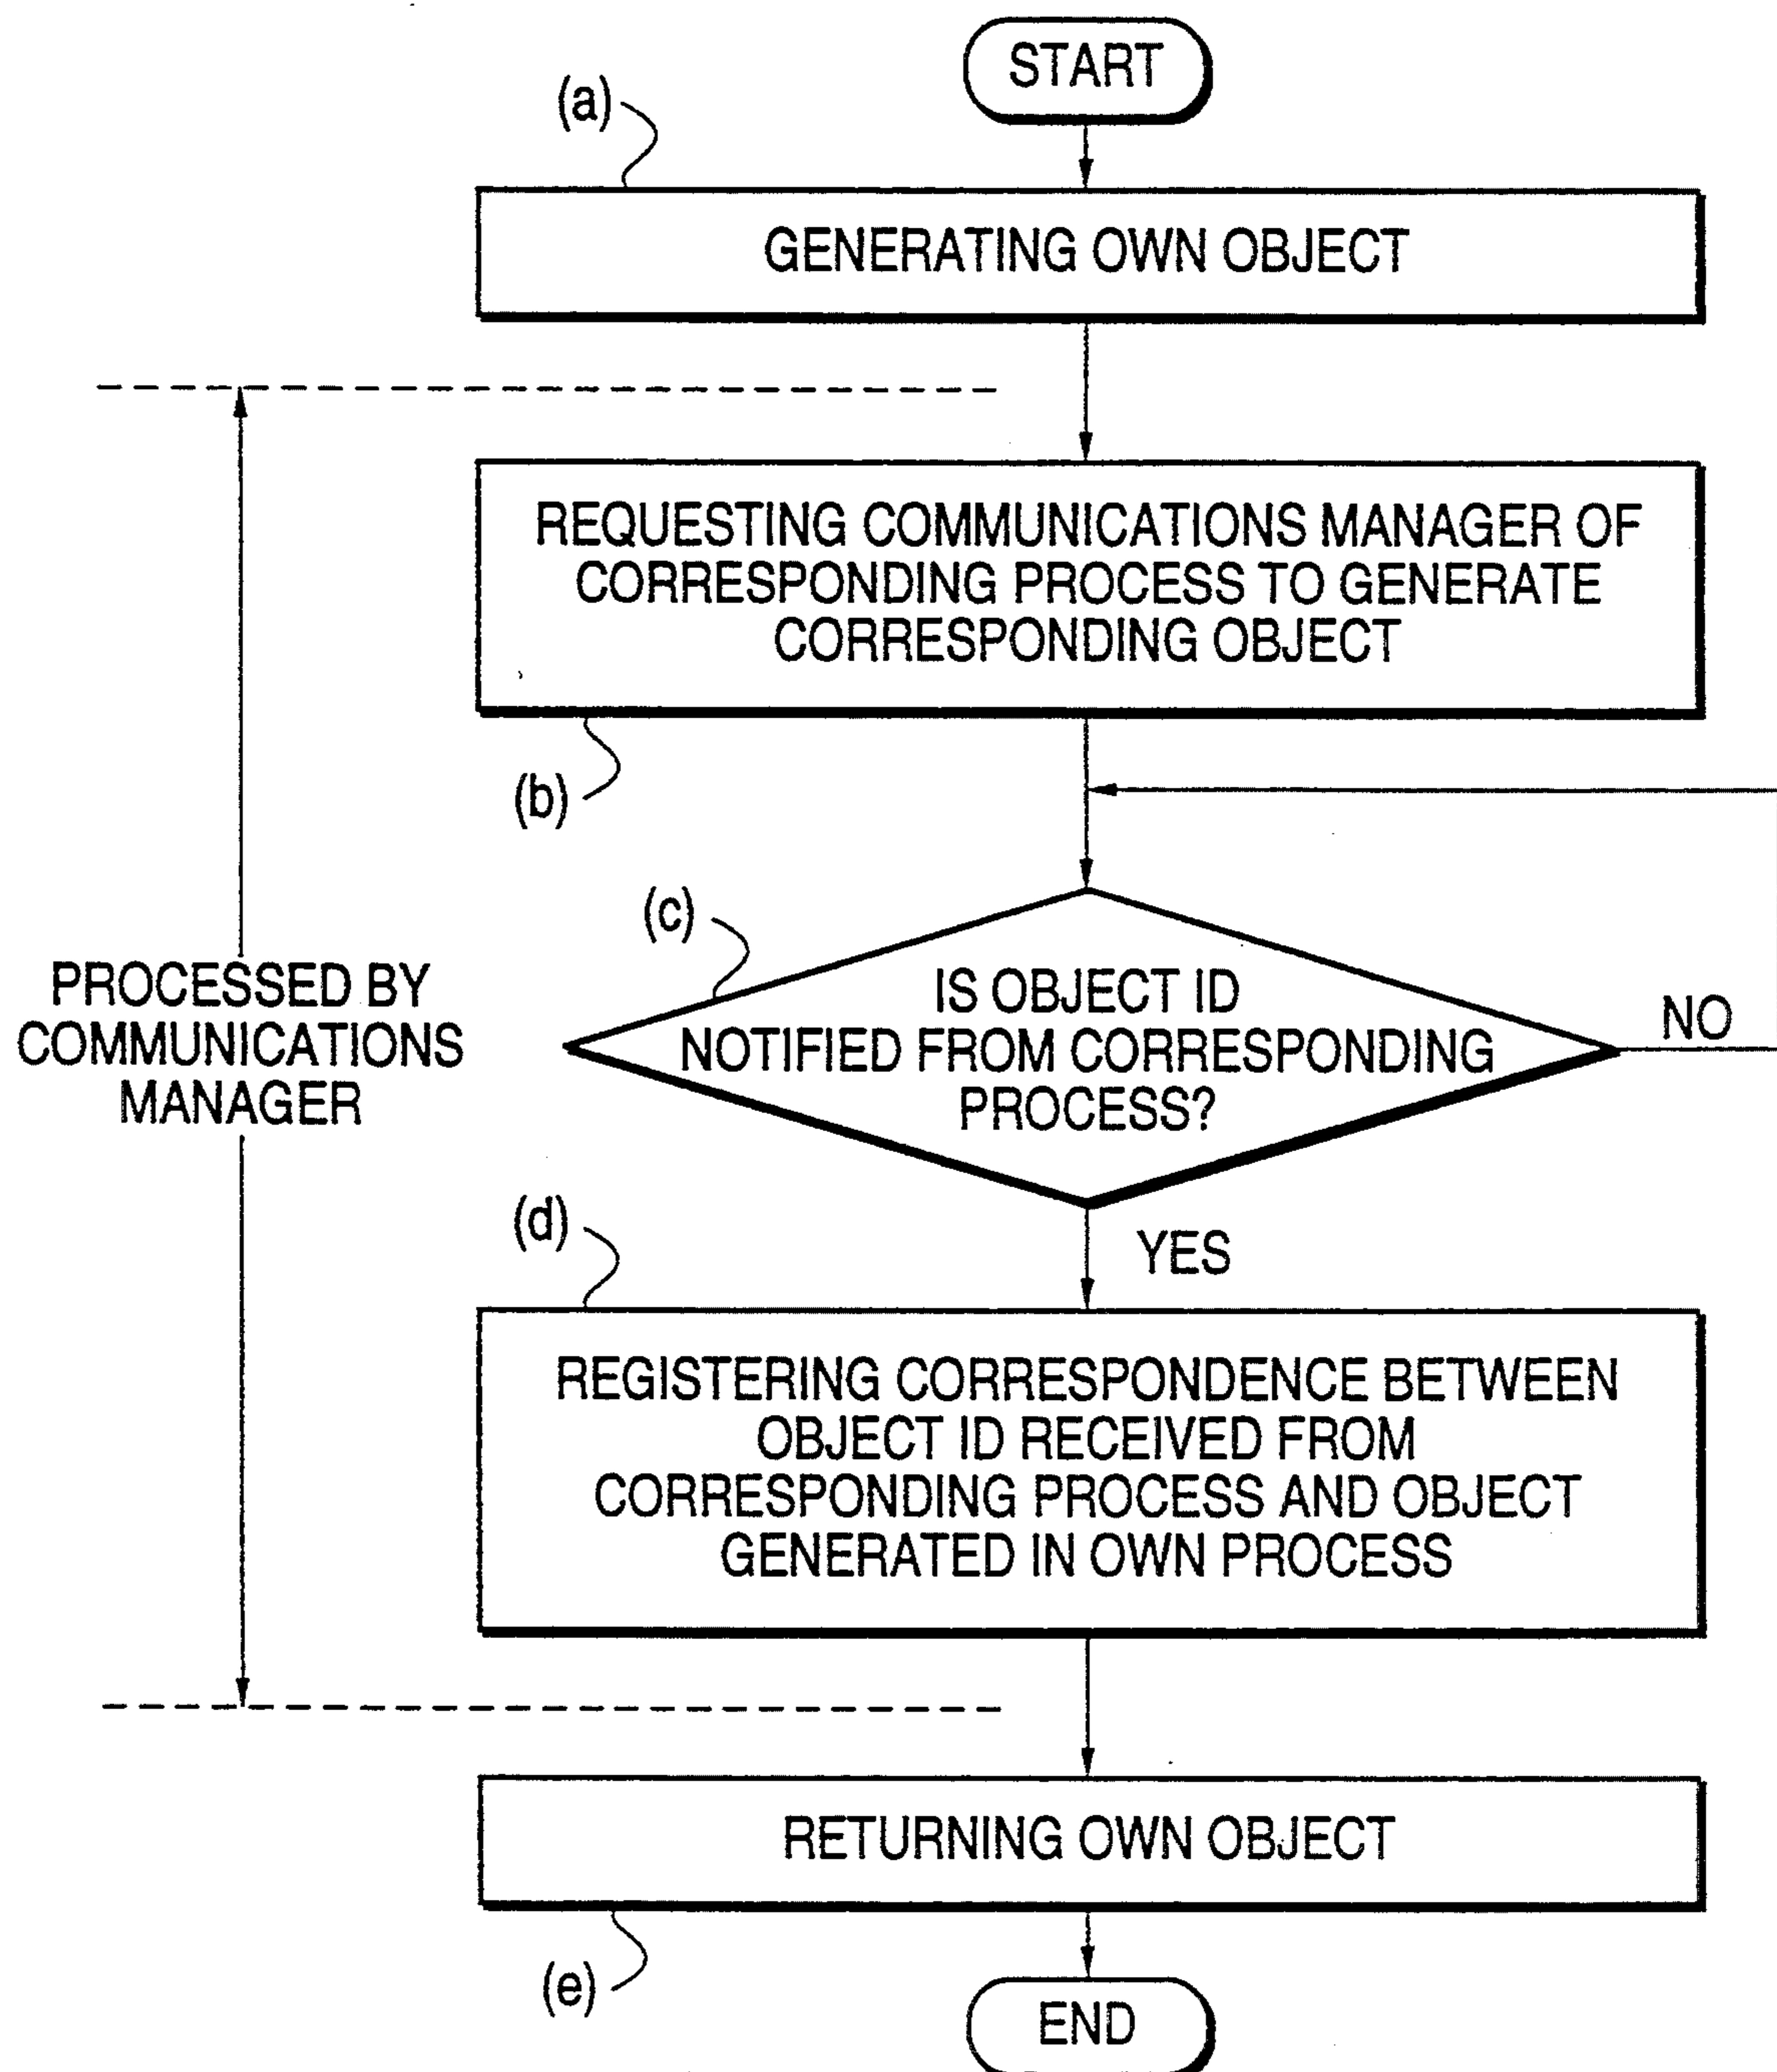 START
(a)
GENERATING OWN OBJECT
REQUESTING COMMUNICATIONS MANAGER OF
CORRESPONDING PROCESS TO GENERATE
CORRESPONDING OBJECT
(b)
(c)
IS OBJECT ID
NOTIFIED FROM CORRESPONDING
PROCESS?
NO
PROCESSED BY
COMMUNICATIONS
MANAGER
(d)
YES
REGISTERING CORRESPONDENCE BETWEEN
OBJECT ID RECEIVED FROM
CORRESPONDING PROCESS AND OBJECT
GENERATED IN OWN PROCESS
RETURNING OWN OBJECT
(e)
END